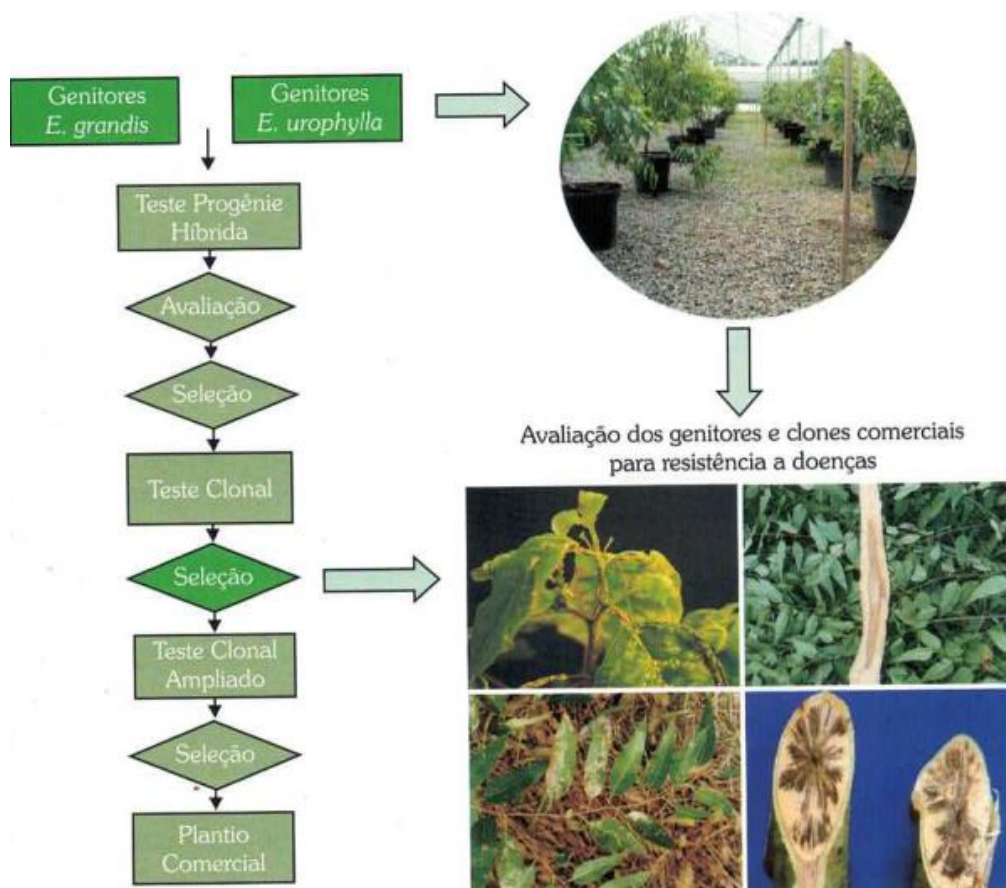 Genitores
E. grandis
Genitores
E. urophylla
Teste Progênie
Híbrida
Avaliação
Seleção
Teste Clonal
Seleção
Teste Clonal
Ampliado
Seleção
Plantio
Comercial
Avaliação dos genitores e clones comerciais
para resistência a doenças